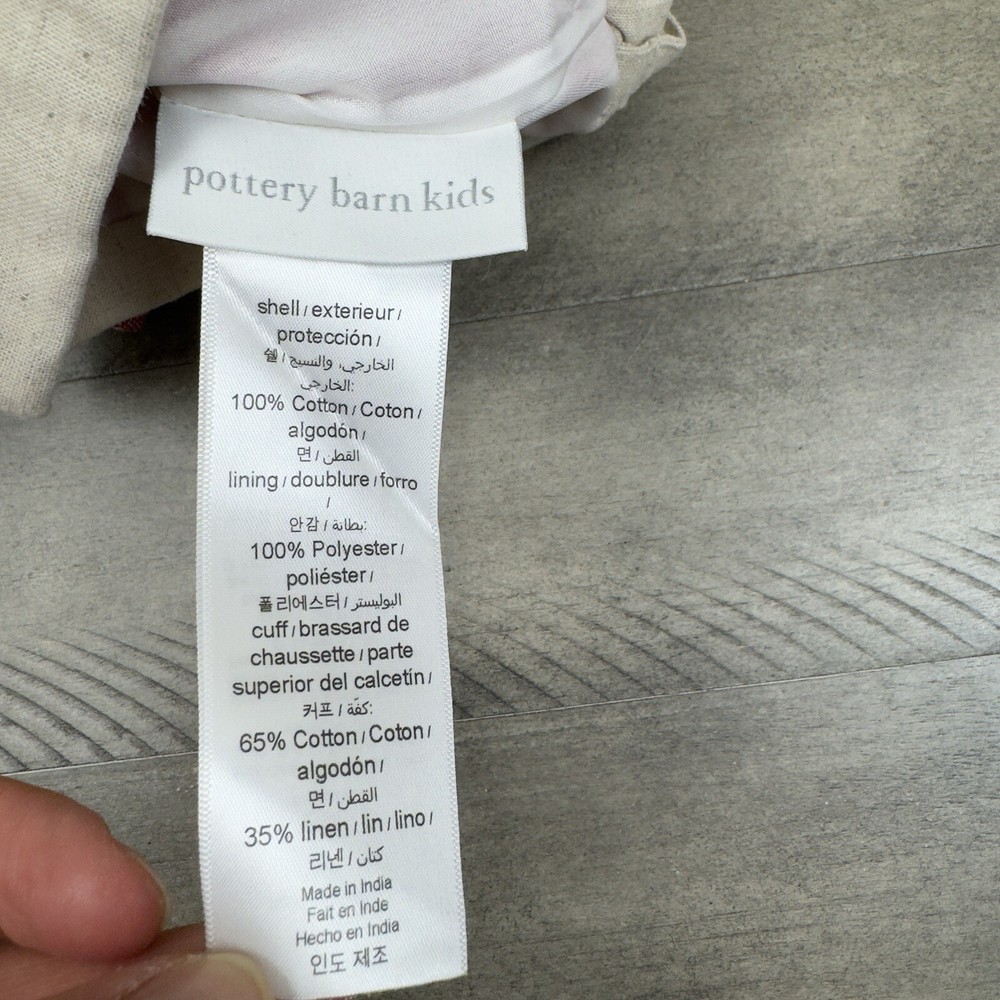 pottery barn kids
shell / exterieur /
protección /
쉘 / الخارجي، والنسيج
الخارجي:
100% Cotton / Coton /
algodón /
면 / القطن
lining / doublure / forro
/
안감 / بطانة:
100% Polyester /
poliéster /
폴리에스터 / البوليستر
cuff / brassard de
chaussette / parte
superior del calcetín /
커프 / كفّة:
65% Cotton / Coton /
algodón /
면 / القطن
35% linen / lin / lino /
리넨 / كتان
Made in India
Fait en Inde
Hecho en India
인도 제조